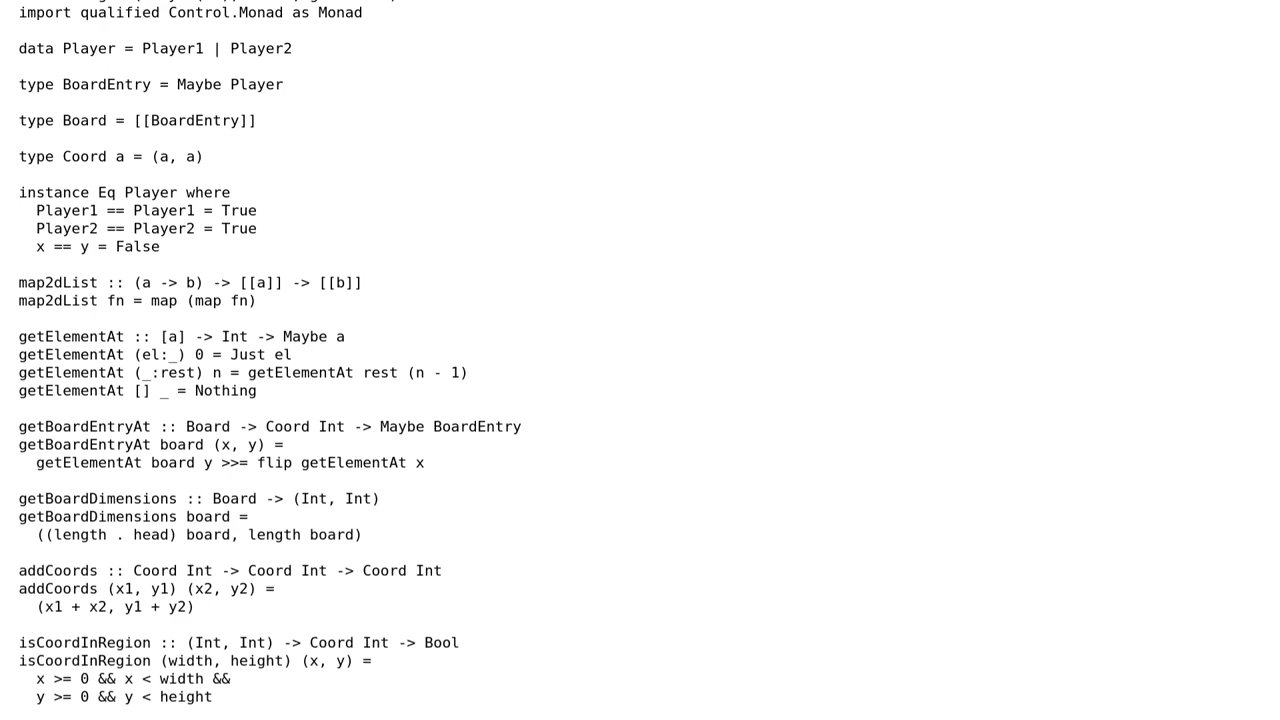 import qualified Control.Monad as Monad
data Player = Player1 | Player2
type BoardEntry = Maybe Player
type Board = [[BoardEntry]]
type Coord a = (a, a)
instance Eq Player where
  Player1 == Player1 = True
  Player2 == Player2 = True
  x == y = False
map2dList :: (a -> b) -> [[a]] -> [[b]]
map2dList fn = map (map fn)
getElementAt :: [a] -> Int -> Maybe a
getElementAt (el:_) 0 = Just el
getElementAt (_:rest) n = getElementAt rest (n - 1)
getElementAt [] _ = Nothing
getBoardEntryAt :: Board -> Coord Int -> Maybe BoardEntry
getBoardEntryAt board (x, y) =
  getElementAt board y >>= flip getElementAt x
getBoardDimensions :: Board -> (Int, Int)
getBoardDimensions board =
  ((length . head) board, length board)
addCoords :: Coord Int -> Coord Int -> Coord Int
addCoords (x1, y1) (x2, y2) =
  (x1 + x2, y1 + y2)
isCoordInRegion :: (Int, Int) -> Coord Int -> Bool
isCoordInRegion (width, height) (x, y) =
  x >= 0 && x < width &&
  y >= 0 && y < height